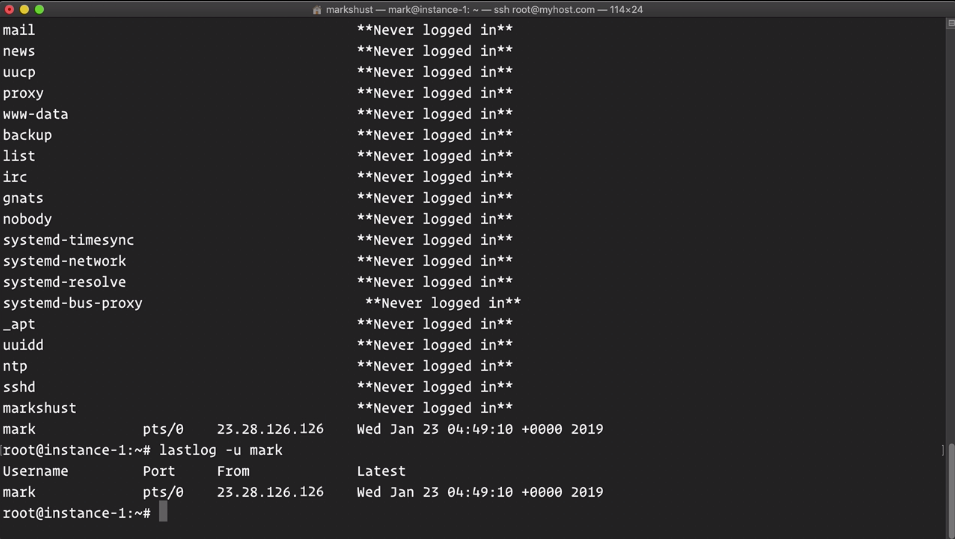 markshust — mark@instance-1: ~ — ssh root@myhost.com — 114×24
mail **Never logged in**
news **Never logged in**
uucp **Never logged in**
proxy **Never logged in**
www-data **Never logged in**
backup **Never logged in**
list **Never logged in**
irc **Never logged in**
gnats **Never logged in**
nobody **Never logged in**
systemd-timesync **Never logged in**
systemd-network **Never logged in**
systemd-resolve **Never logged in**
systemd-bus-proxy **Never logged in**
_apt **Never logged in**
uuidd **Never logged in**
ntp **Never logged in**
sshd **Never logged in**
markshust **Never logged in**
mark pts/0 23.28.126.126 Wed Jan 23 04:49:10 +0000 2019
[root@instance-1:~# lastlog -u mark ]
Username Port From Latest
mark pts/0 23.28.126.126 Wed Jan 23 04:49:10 +0000 2019
root@instance-1:~#